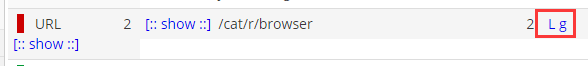 URL 2 [:: show ::] /cat/r/browser 2 L g
[:: show ::]